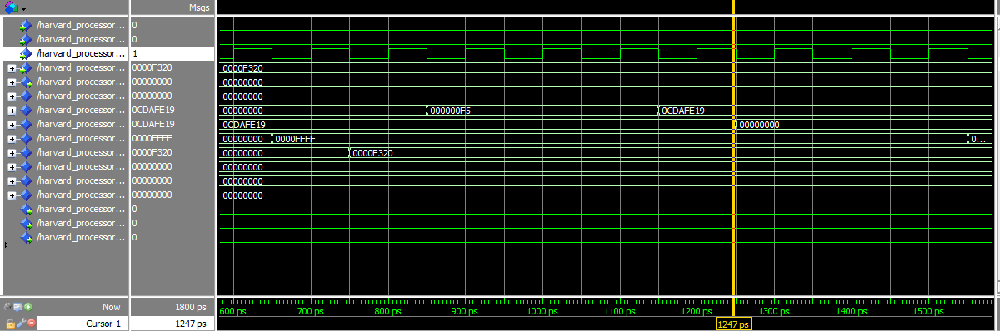 Msgs
/harvard_processor... 0
/harvard_processor... 0
/harvard_processor... 1
/harvard_processor... 0000F320 0000F320
/harvard_processor... 00000000 00000000
/harvard_processor... 00000000 00000000
/harvard_processor... 0CDAFE19 00000000 000000F5 0CDAFE19
/harvard_processor... 0CDAFE19 0CDAFE19 00000000
/harvard_processor... 0000FFFF 00000000 0000FFFF 0...
/harvard_processor... 0000F320 00000000 0000F320
/harvard_processor... 00000000 00000000
/harvard_processor... 00000000 00000000
/harvard_processor... 00000000 00000000
/harvard_processor... 0
/harvard_processor... 0
/harvard_processor... 0
Now 1800 ps 600 ps 700 ps 800 ps 900 ps 1000 ps 1100 ps 1200 ps 1300 ps 1400 ps 1500 ps
Cursor 1 1247 ps 1247 ps